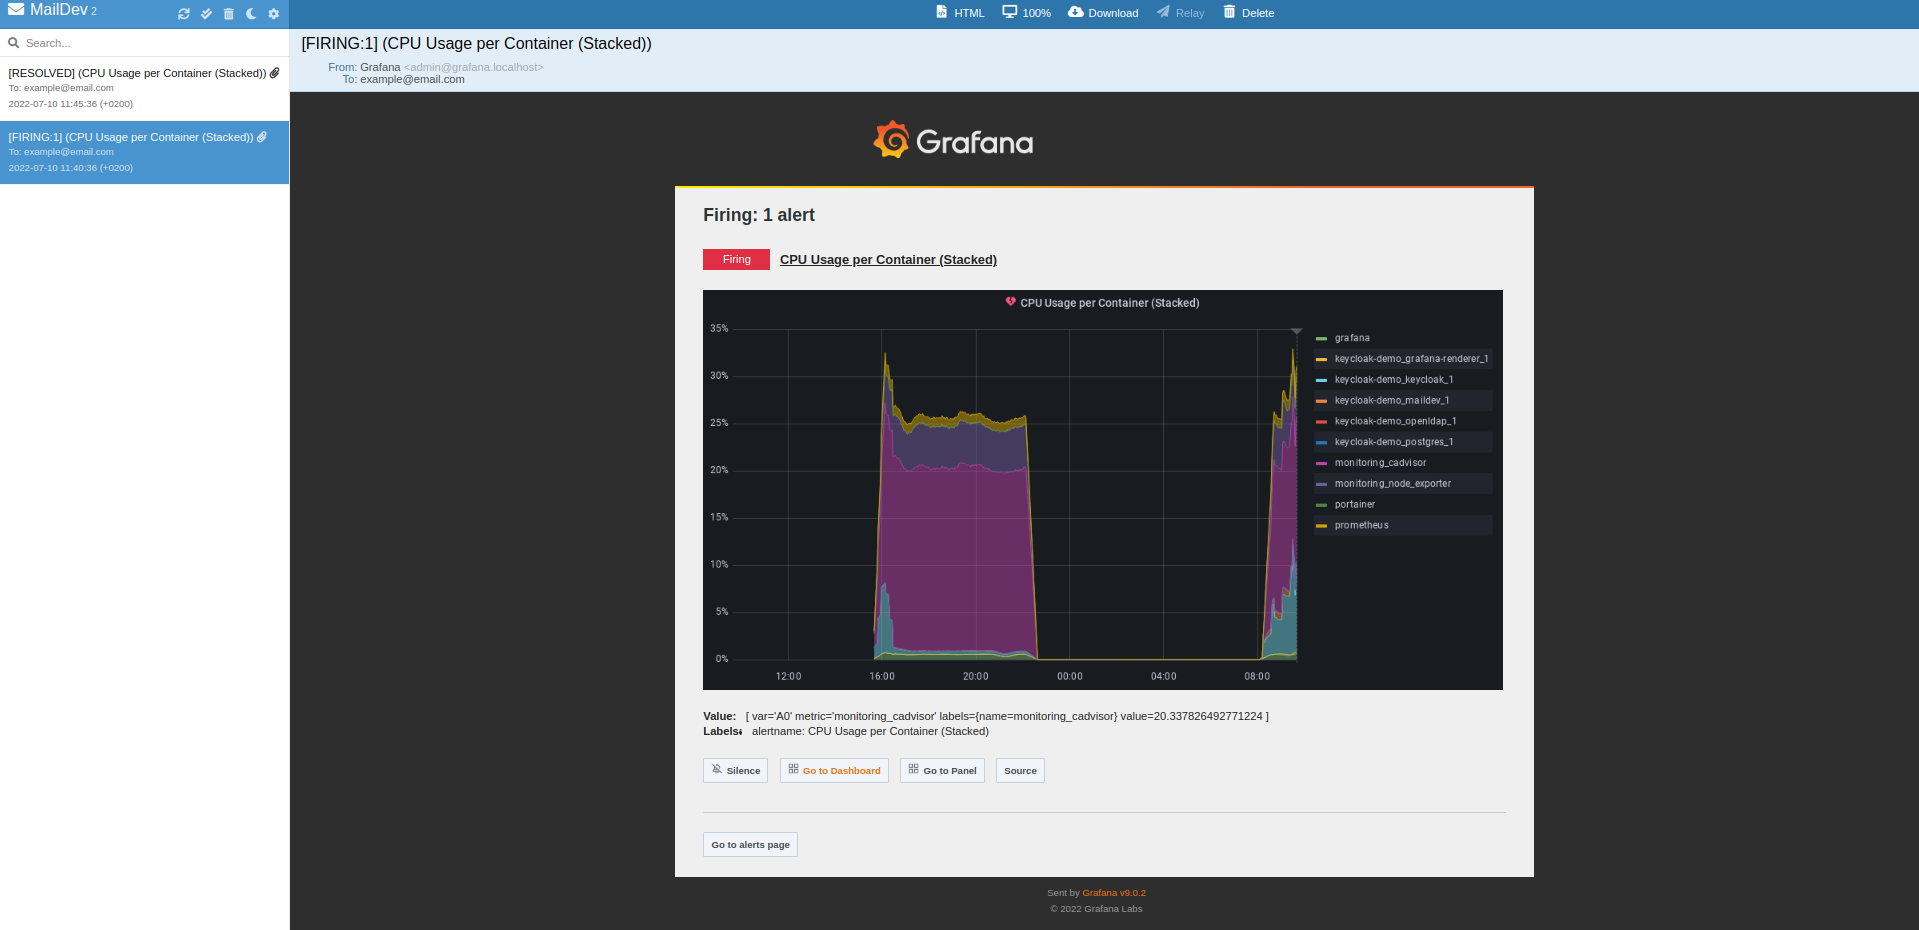 MailDev 2
HTML 100% Download Relay Delete
Search...
[RESOLVED] (CPU Usage per Container (Stacked))
To: example@email.com
2022-07-10 11:45:36 (+0200)
[FIRING:1] (CPU Usage per Container (Stacked))
To: example@email.com
2022-07-10 11:40:36 (+0200)
[FIRING:1] (CPU Usage per Container (Stacked))
From: Grafana <admin@grafana.localhost>
To: example@email.com
Grafana
Firing: 1 alert
Firing CPU Usage per Container (Stacked)
CPU Usage per Container (Stacked)
35%
30%
25%
20%
15%
10%
5%
0%
12:00 16:00 20:00 00:00 04:00 08:00
grafana
keycloak-demo_grafana-renderer_1
keycloak-demo_keycloak_1
keycloak-demo_maildev_1
keycloak-demo_openldap_1
keycloak-demo_postgres_1
monitoring_cadvisor
monitoring_node_exporter
portainer
prometheus
Value: [ var='A0' metric='monitoring_cadvisor' labels={name=monitoring_cadvisor} value=20.337826492771224 ]
Labels: alertname: CPU Usage per Container (Stacked)
Silence Go to Dashboard Go to Panel Source
Go to alerts page
Sent by Grafana v9.0.2
© 2022 Grafana Labs